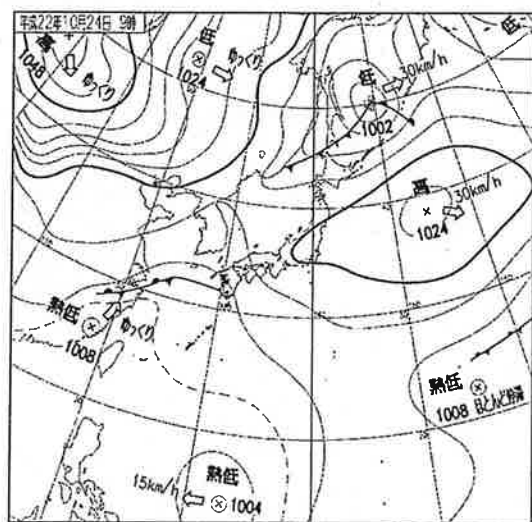 平成22年10月24日 9時
高
1048
ゆっくり
低
1024
ゆっくり
低
30km/h
1002
低
高
30km/h
1024
熱低
1008
ゆっくり
熱低
1008 ほとんど停滞
熱低
15km/h
1004